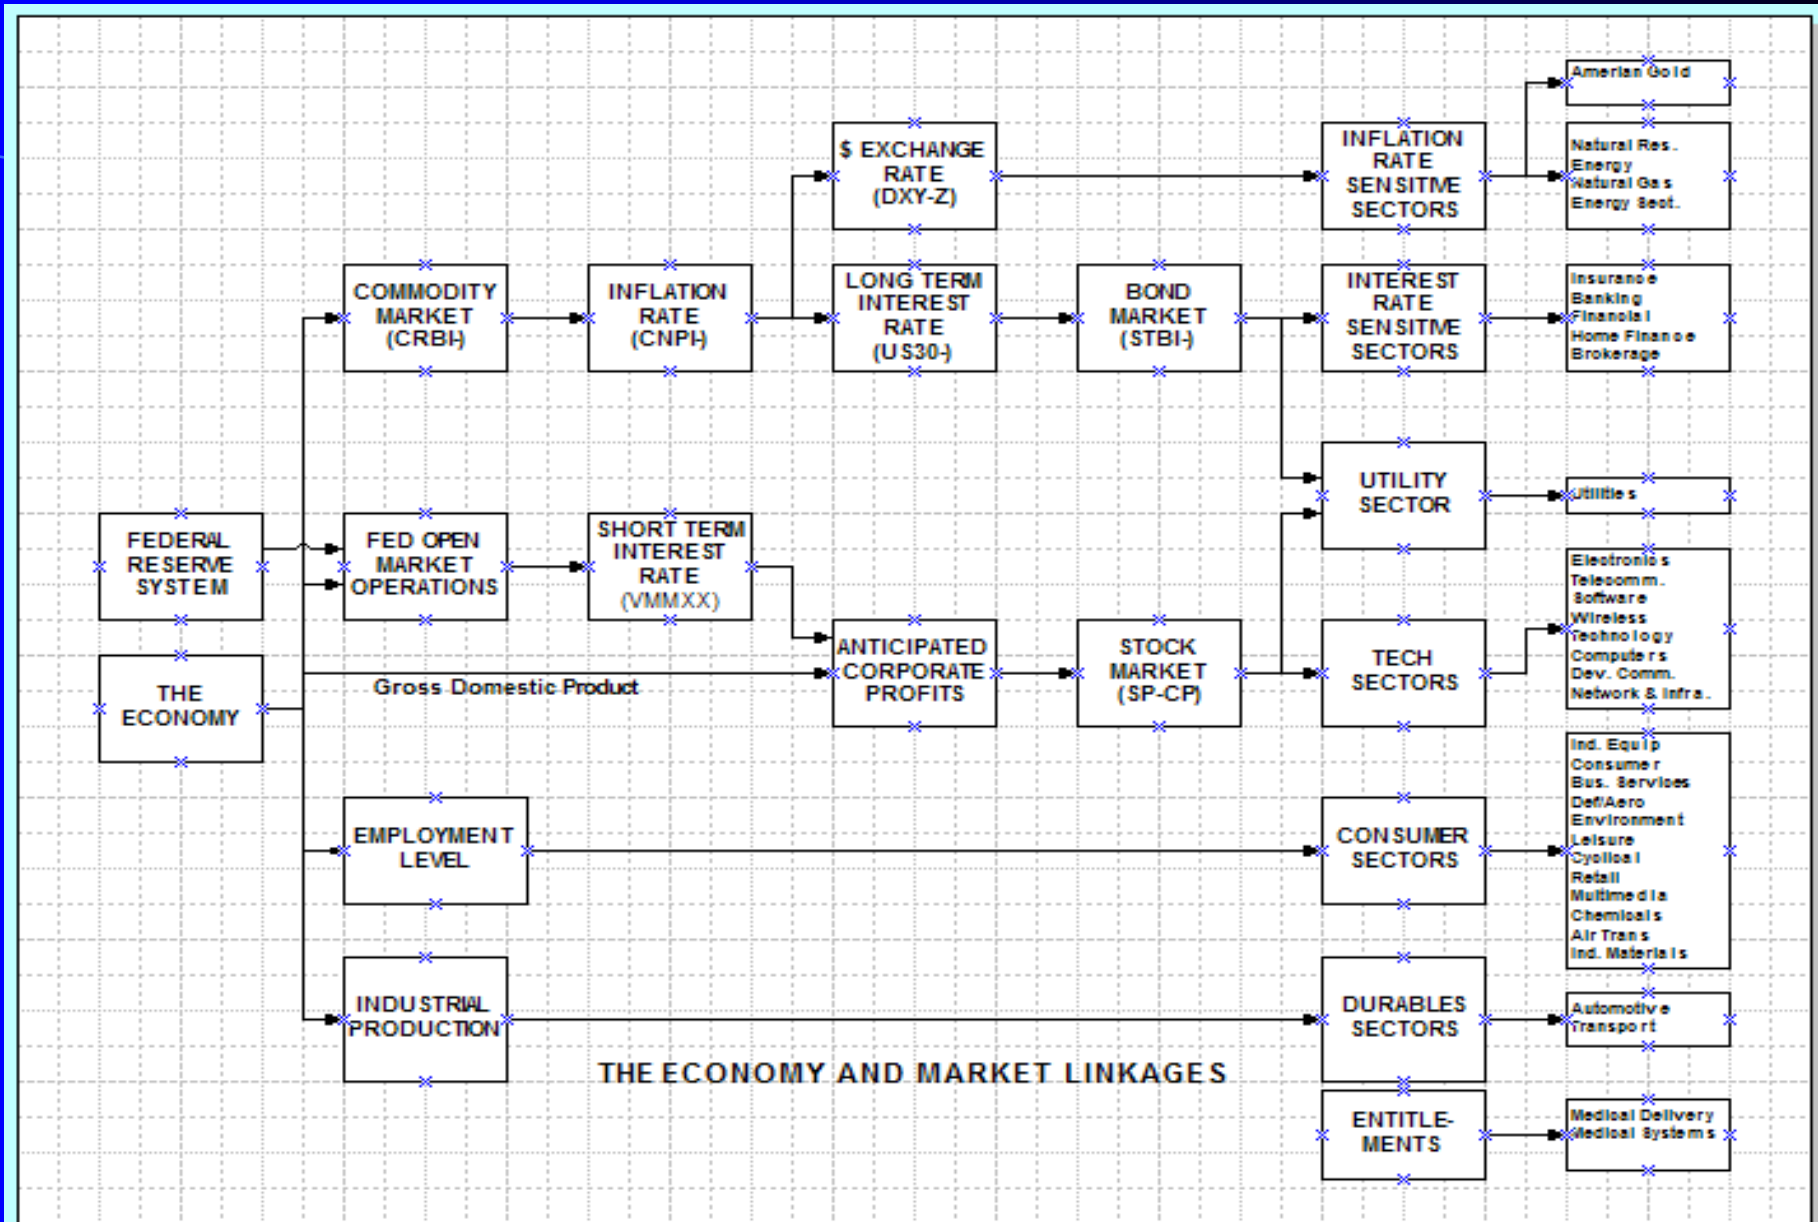 Amerian Gold
$ EXCHANGE
RATE
(DXY-Z)
INFLATION
RATE
SENSITIVE
SECTORS
Natural Res.
Energy
Natural Gas
Energy Sect.
COMMODITY
MARKET
(CRBI-)
INFLATION
RATE
(CNPI-)
LONG TERM
INTEREST
RATE
(US30-)
BOND
MARKET
(STBI-)
INTEREST
RATE
SENSITIVE
SECTORS
Insurance
Banking
Financial
Home Finance
Brokerage
UTILITY
SECTOR
Utilities
FEDERAL
RESERVE
SYSTEM
FED OPEN
MARKET
OPERATIONS
SHORT TERM
INTEREST
RATE
(VMMXX)
Electronics
Telecomm.
Software
Wireless
Technology
Computers
Dev. Comm.
Network & Infra.
THE
ECONOMY
Gross Domestic Product
ANTICIPATED
CORPORATE
PROFITS
STOCK
MARKET
(SP-CP)
TECH
SECTORS
Ind. Equip
Consumer
Bus. Services
Def/Aero
Environment
Leisure
Cyclical
Retail
Multimedia
Chemicals
Air Trans
Ind. Materials
EMPLOYMENT
LEVEL
CONSUMER
SECTORS
INDUSTRIAL
PRODUCTION
DURABLES
SECTORS
Automotive
Transport
THE ECONOMY AND MARKET LINKAGES
ENTITLE-
MENTS
Medical Delivery
Medical Systems